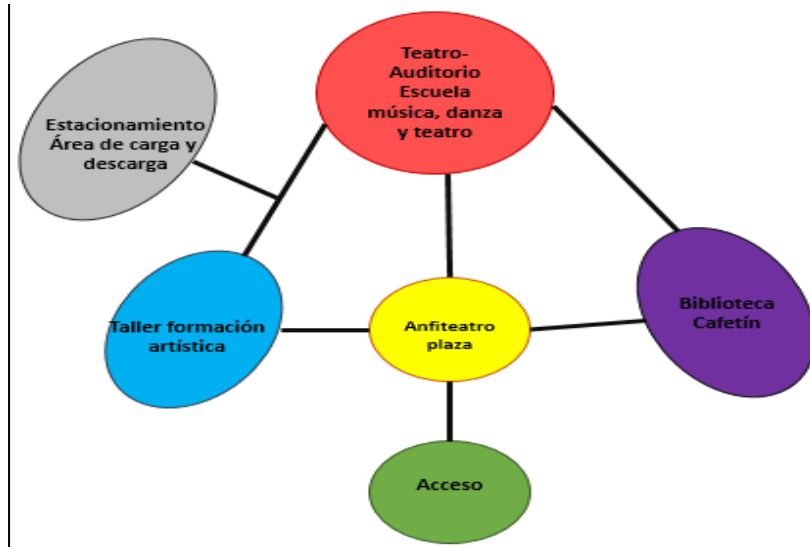 Teatro-
Auditorio
Escuela
música, danza
y teatro
Estacionamiento
Área de carga y
descarga
Biblioteca
Cafetín
Taller formación
artística
Anfiteatro
plaza
Acceso